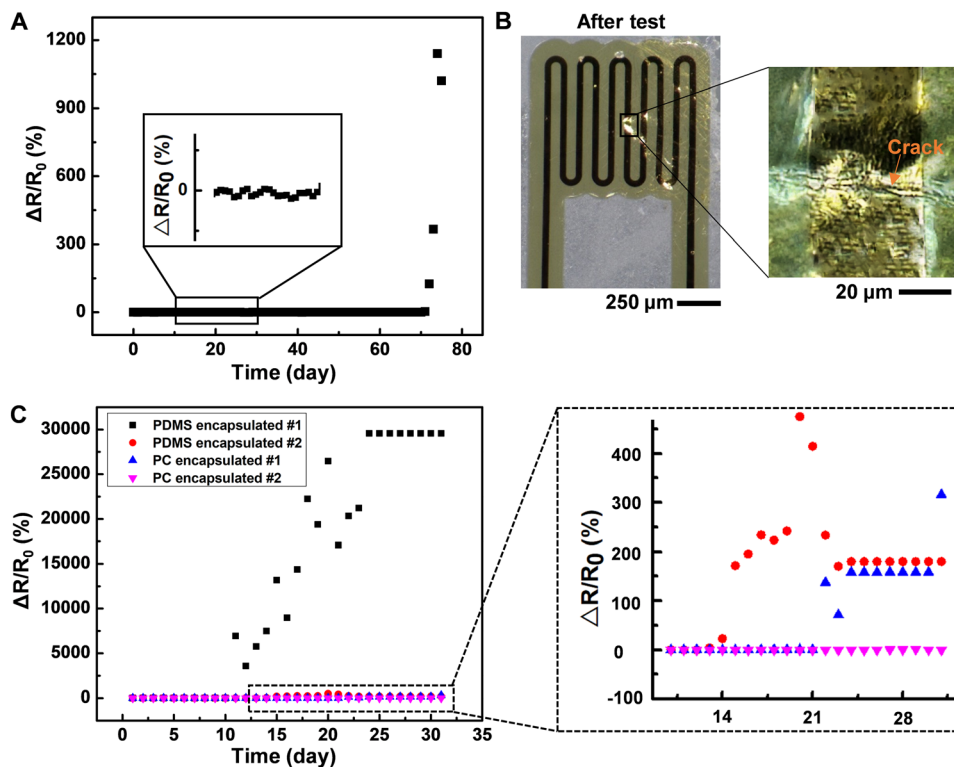 A
ΔR/R0 (%)
1200
900
600
300
0
△R/R0 (%)
0
0
20
40
60
80
Time (day)
B
After test
Crack
250 µm
20 µm
C
ΔR/R0 (%)
30000
25000
20000
15000
10000
5000
0
PDMS encapsulated #1
PDMS encapsulated #2
PC encapsulated #1
PC encapsulated #2
0
5
10
15
20
25
30
35
Time (day)
△R/R0 (%)
400
300
200
100
0
-100
14
21
28